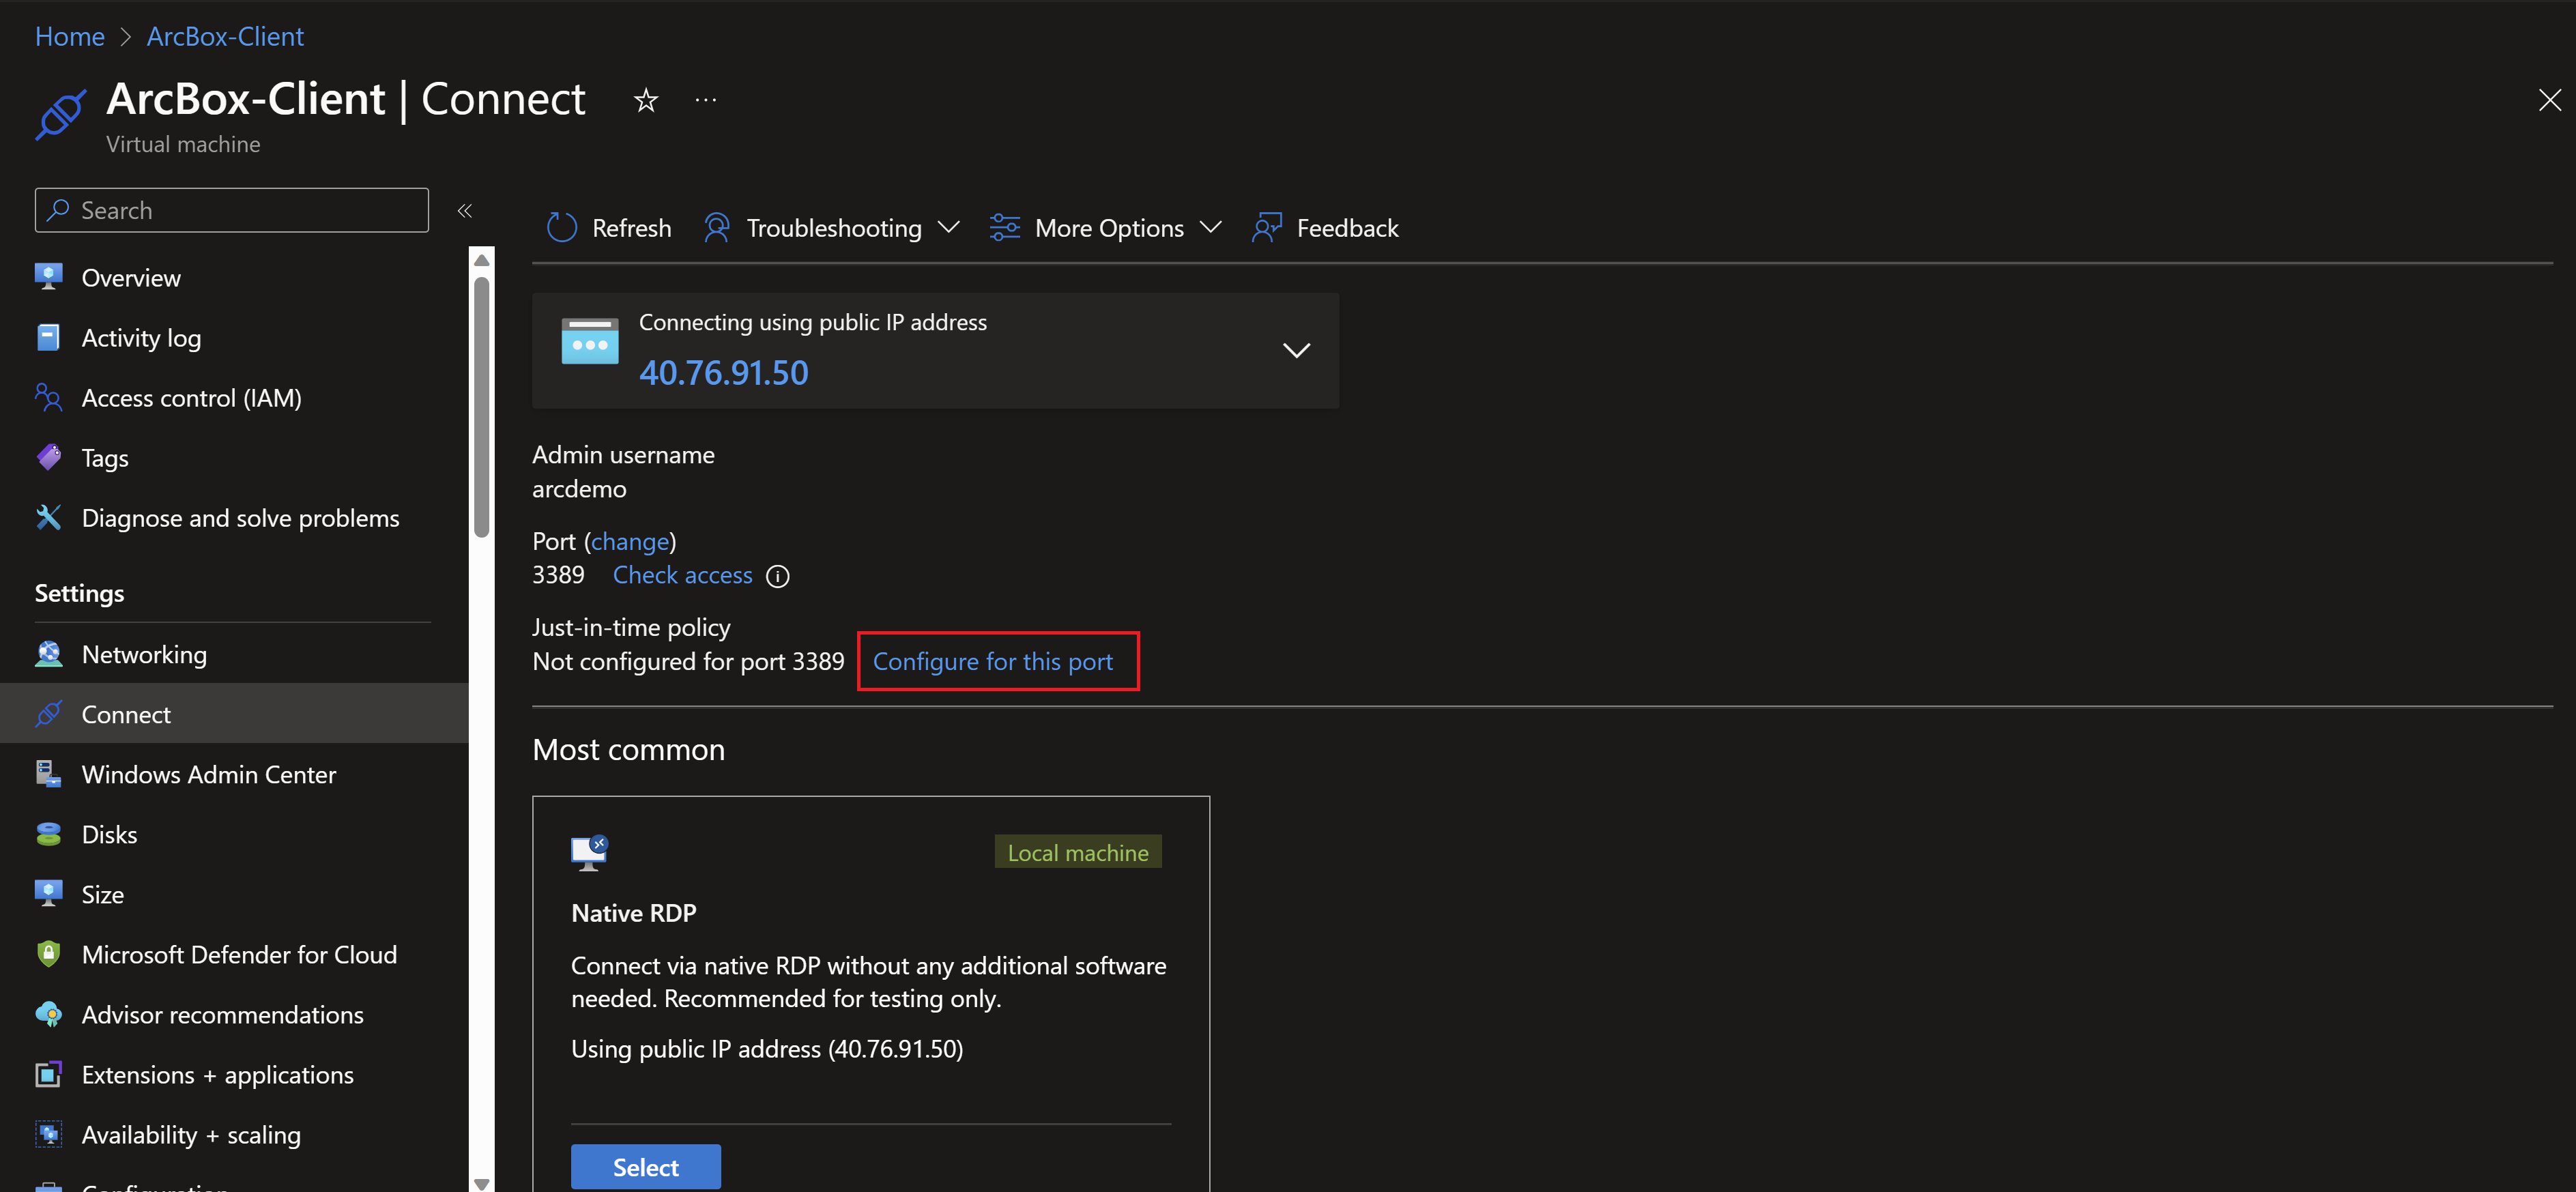 Home > ArcBox-Client
ArcBox-Client | Connect
Virtual machine
Search
Overview
Activity log
Access control (IAM)
Tags
Diagnose and solve problems
Settings
Networking
Connect
Windows Admin Center
Disks
Size
Microsoft Defender for Cloud
Advisor recommendations
Extensions + applications
Availability + scaling
Refresh
Troubleshooting
More Options
Feedback
Connecting using public IP address
40.76.91.50
Admin username
arcdemo
Port (change)
3389 Check access
Just-in-time policy
Not configured for port 3389 Configure for this port
Most common
Local machine
Native RDP
Connect via native RDP without any additional software
needed. Recommended for testing only.
Using public IP address (40.76.91.50)
Select